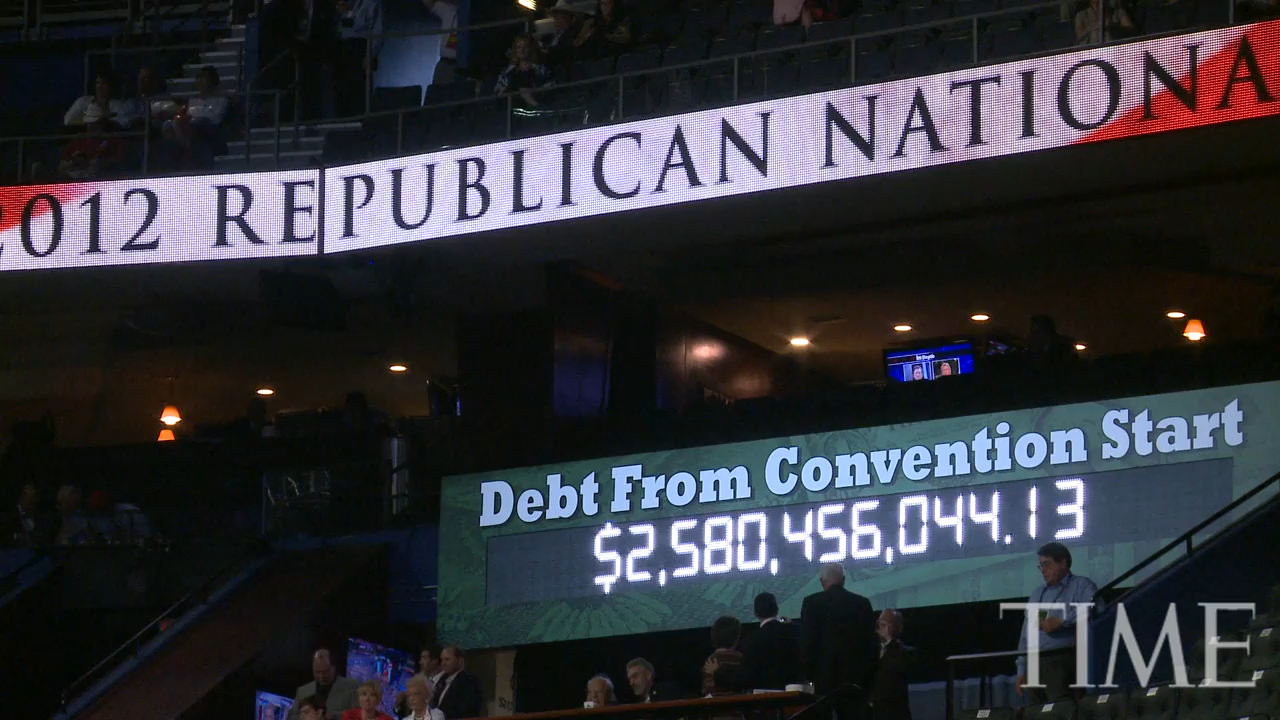 2012 REPUBLICAN NATIONA
Debt From Convention Start
$2,580,456,044.13
TIME